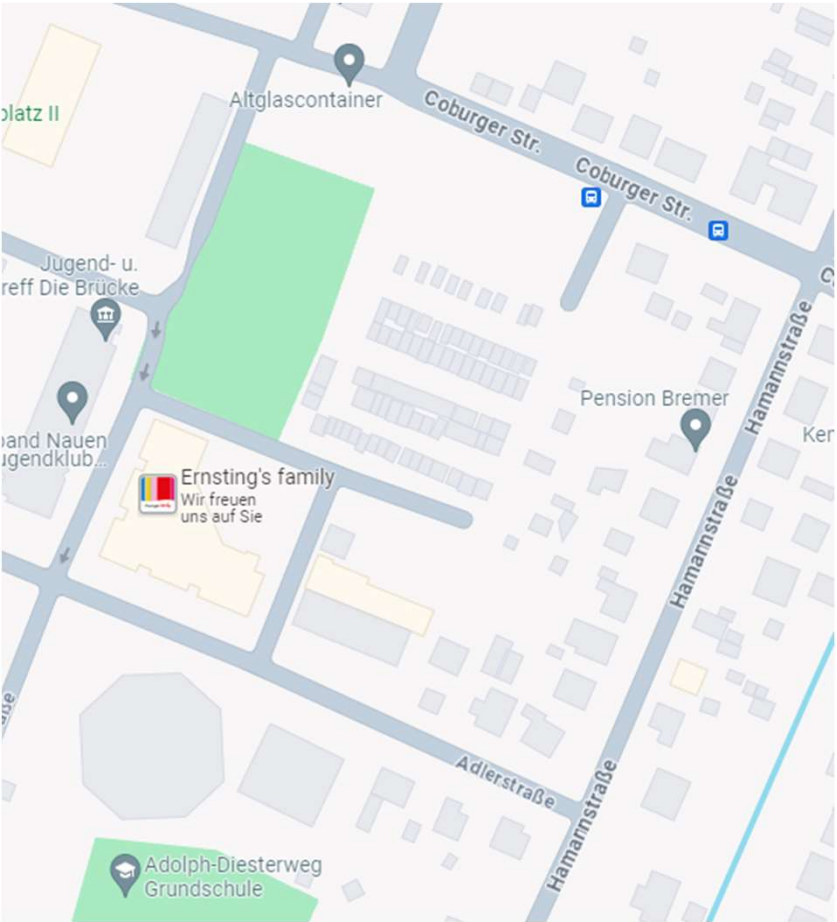 Altglascontainer
Coburger Str.
platz II
Coburger Str.
Jugend- u.
reff Die Brücke
Hamannstraße
Pension Bremer
band Nauen
ugendklub...
Ernsting's family
Wir freuen
uns auf Sie
Hamannstraße
Adlerstraße
Hamannstraße
Adolph-Diesterweg
Grundschule